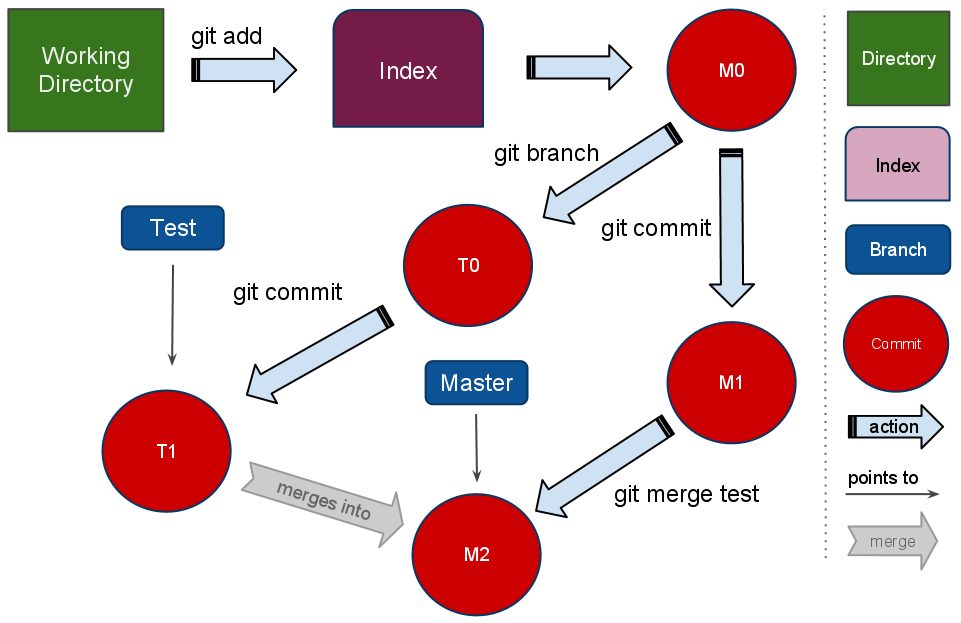 git add
Working
Directory
Index
M0
git branch
Test
git commit
T0
git commit
Master
M1
T1
merges into
git merge test
M2
Directory
Index
Branch
Commit
action
points to
merge